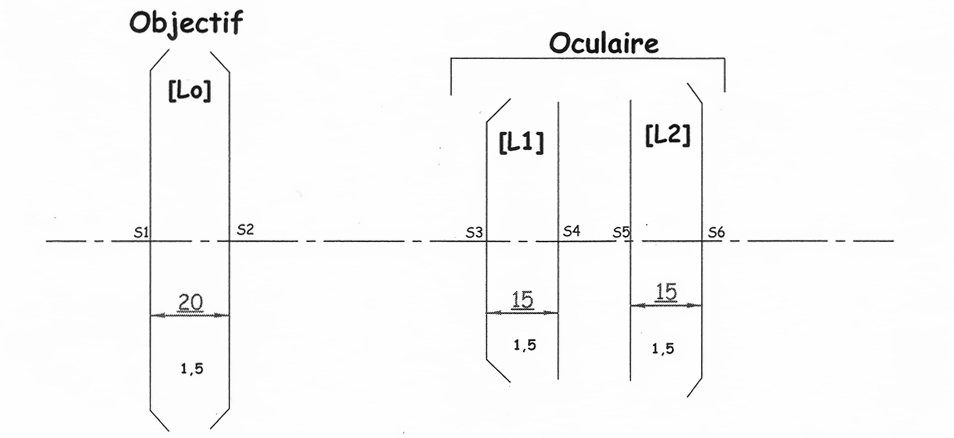 Objectif
Oculaire
[Lo]
[L1]
[L2]
S1
S2
S3
S4
S5
S6
20
15
15
1,5
1,5
1,5